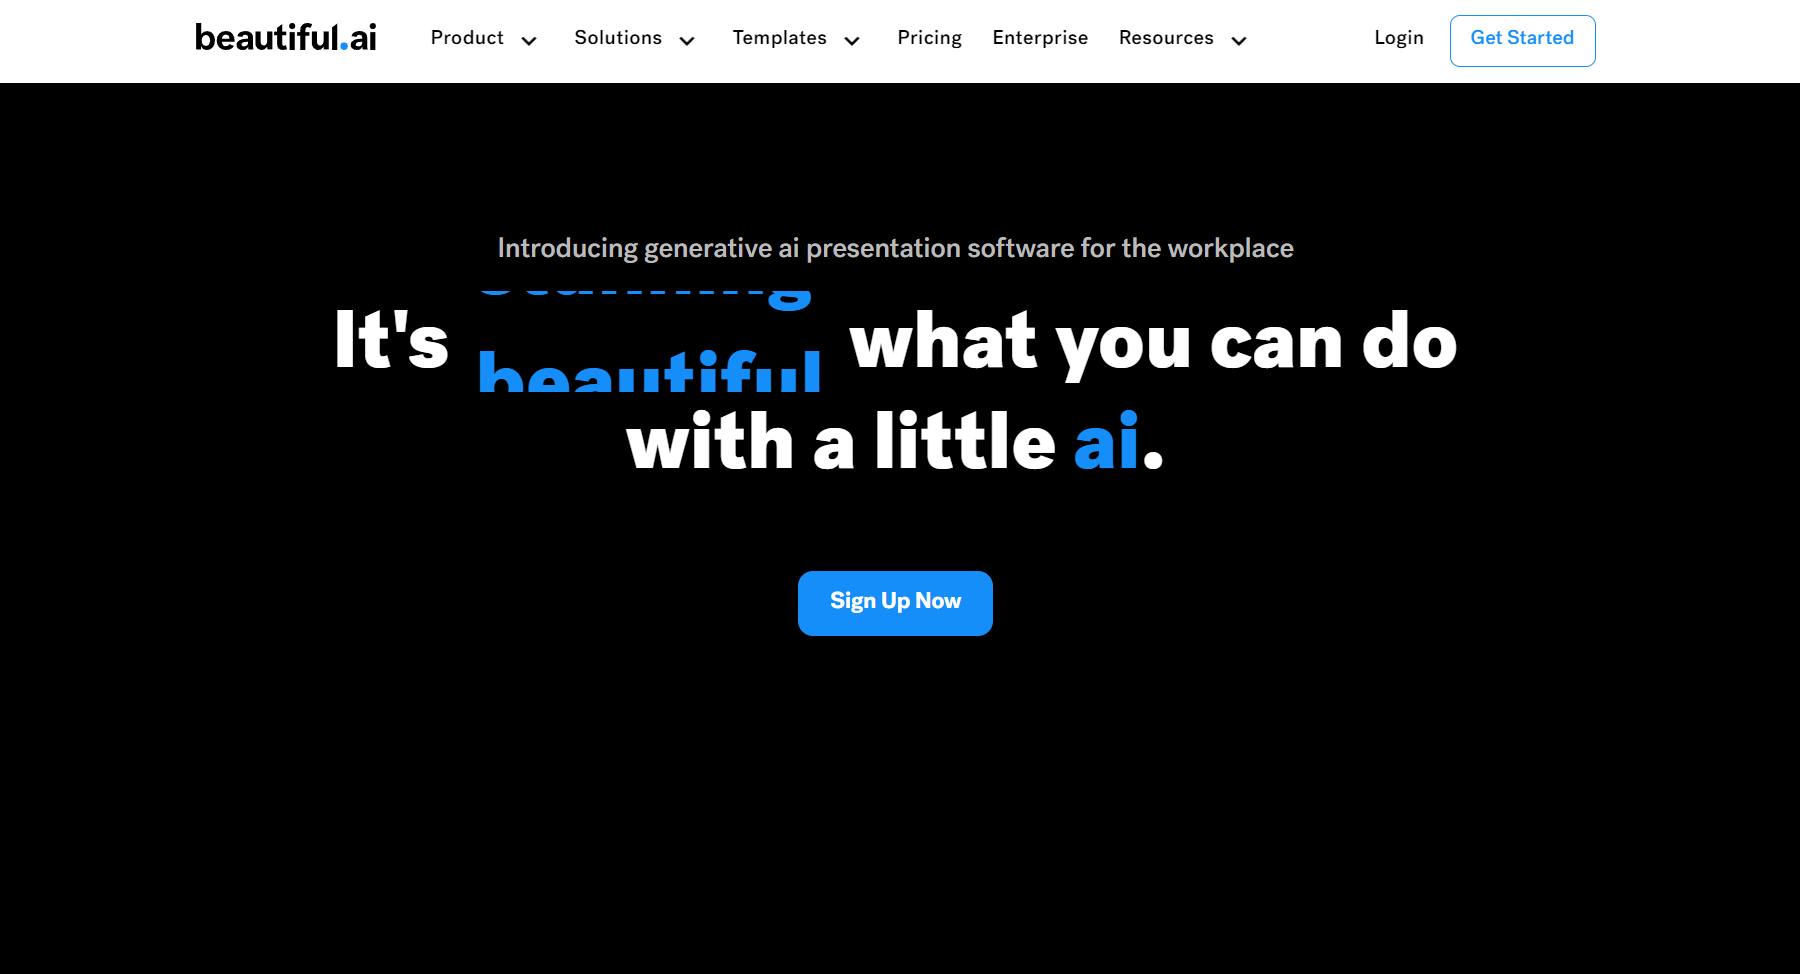 beautiful.ai Product Solutions Templates Pricing Enterprise Resources Login Get Started
Introducing generative ai presentation software for the workplace
It's beautiful what you can do
with a little ai.
Sign Up Now